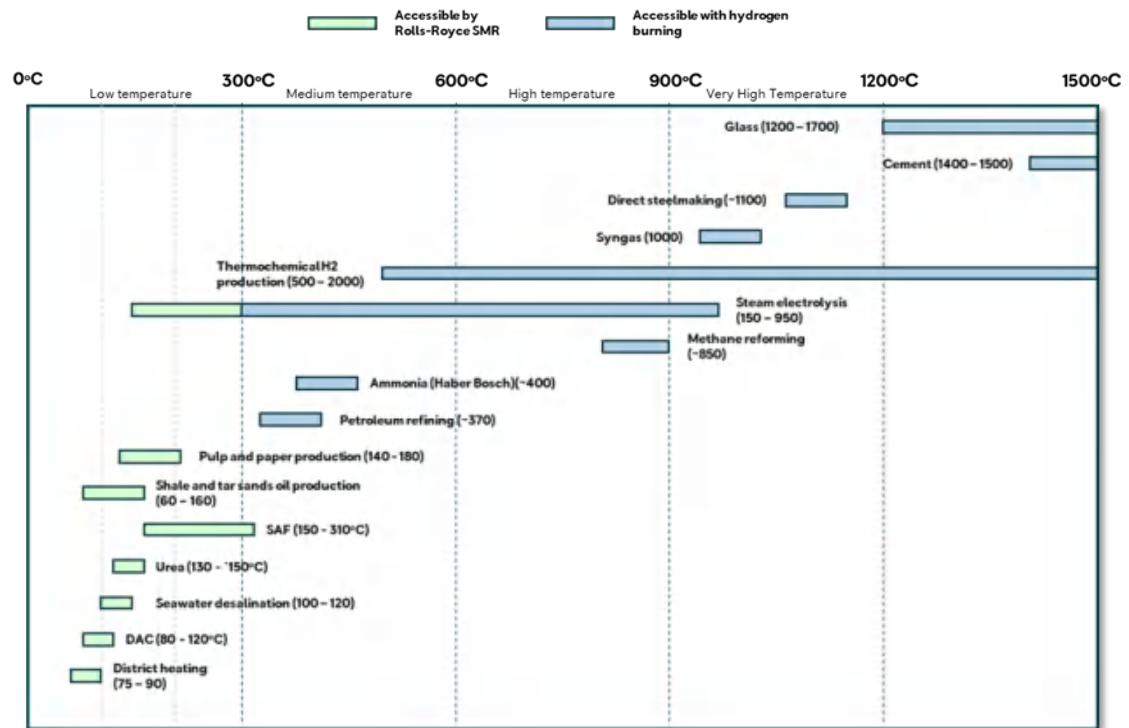 Accessible by
Rolls-Royce SMR
Accessible with hydrogen
burning
0°C
300°C
600°C
900°C
1200°C
1500°C
Low temperature
Medium temperature
High temperature
Very High Temperature
Glass (1200 – 1700)
Cement (1400 – 1500)
Direct steelmaking (~1100)
Syngas (1000)
Thermochemical H2
production (500 – 2000)
Steam electrolysis
(150 – 950)
Methane reforming
(~850)
Ammonia (Haber Bosch)(~400)
Petroleum refining (~370)
Pulp and paper production (140 - 180)
Shale and tar sands oil production
(60 – 160)
SAF (150 - 310°C)
Urea (130 - `150°C)
Seawater desalination (100 – 120)
DAC (80 - 120°C)
District heating
(75 – 90)